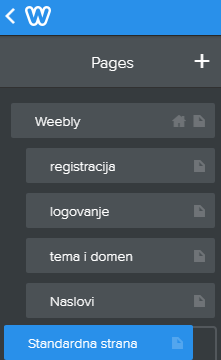 Pages +
Weebly
registracija
logovanje
tema i domen
Naslovi
Standardna strana